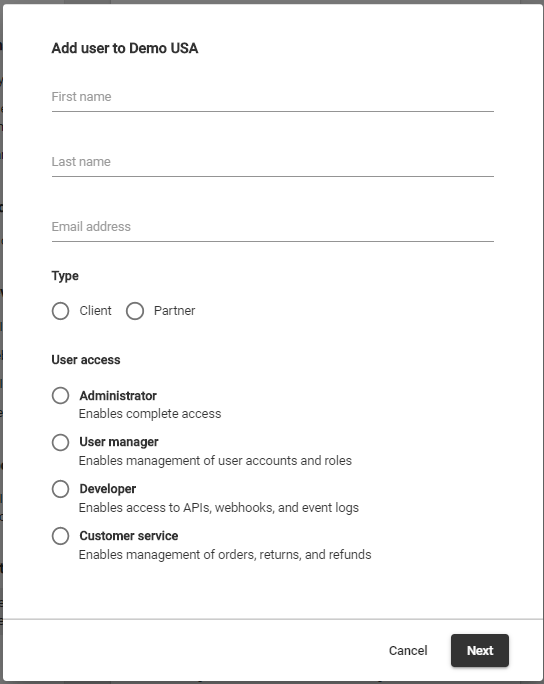 Add user to Demo USA
First name
Last name
Email address
Type
Client Partner
User access
Administrator
Enables complete access
User manager
Enables management of user accounts and roles
Developer
Enables access to APIs, webhooks, and event logs
Customer service
Enables management of orders, returns, and refunds
Cancel Next